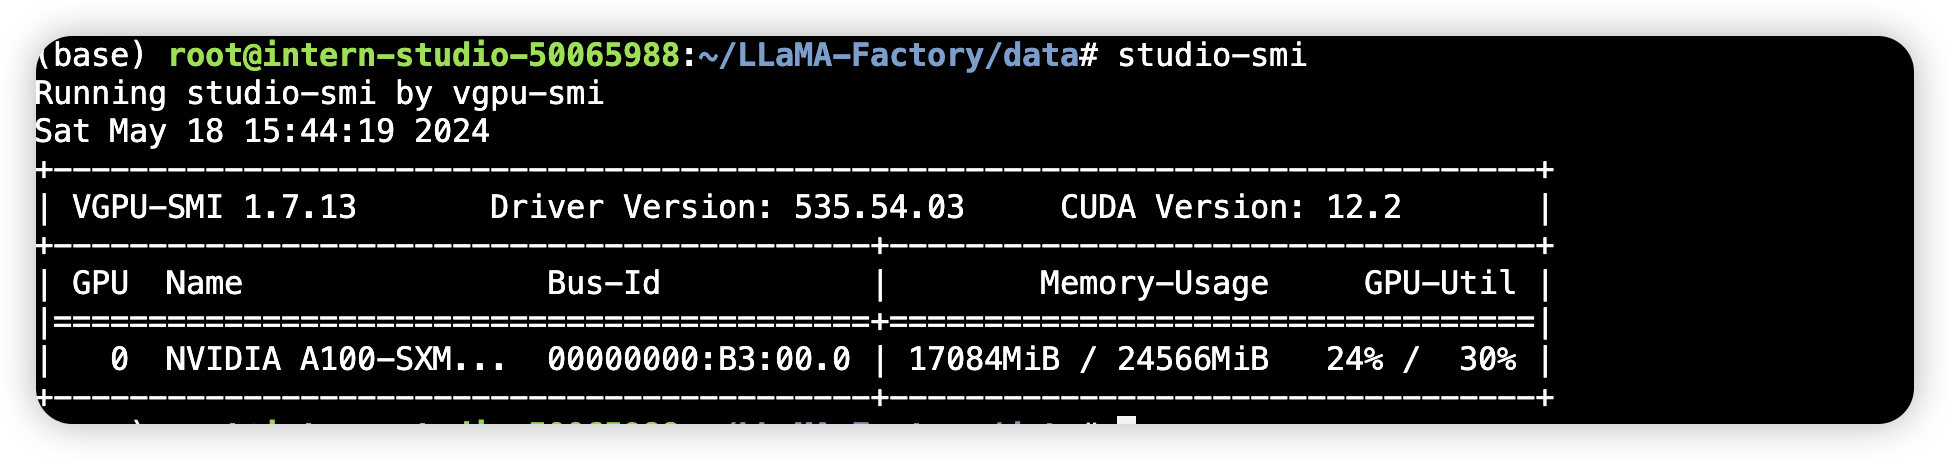 (base) root@intern-studio-50065988:~/LLaMA-Factory/data# studio-smi
Running studio-smi by vgpu-smi
Sat May 18 15:44:19 2024
+------------------------------------------------------------------------------+
| VGPU-SMI 1.7.13       Driver Version: 535.54.03     CUDA Version: 12.2       |
+-------------------------------------------+----------------------------------+
| GPU  Name                Bus-Id           |        Memory-Usage     GPU-Util |
|===========================================+==================================|
|   0  NVIDIA A100-SXM...  00000000:B3:00.0 | 17084MiB / 24566MiB   24% /  30% |
+-------------------------------------------+----------------------------------+